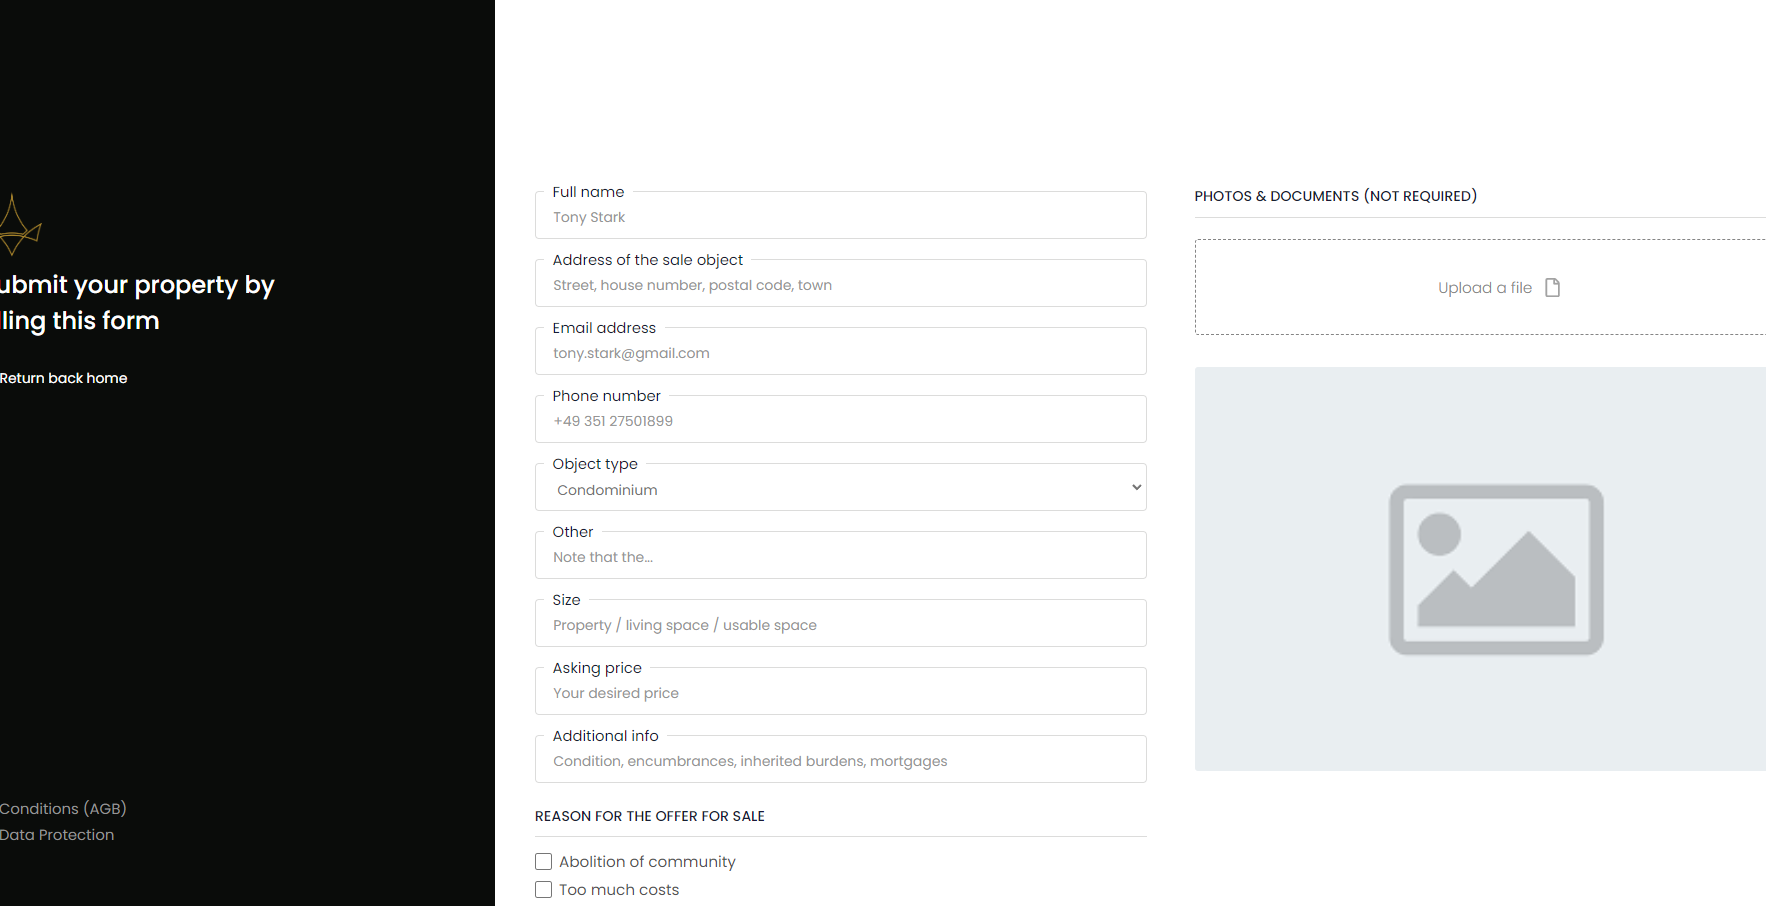 ubmit your property by
lling this form
Return back home
Conditions (AGB)
Data Protection
Full name
Tony Stark
Address of the sale object
Street, house number, postal code, town
Email address
tony.stark@gmail.com
Phone number
+49 351 27501899
Object type
Condominium
Other
Note that the...
Size
Property / living space / usable space
Asking price
Your desired price
Additional info
Condition, encumbrances, inherited burdens, mortgages
REASON FOR THE OFFER FOR SALE
Abolition of community
Too much costs
PHOTOS & DOCUMENTS (NOT REQUIRED)
Upload a file